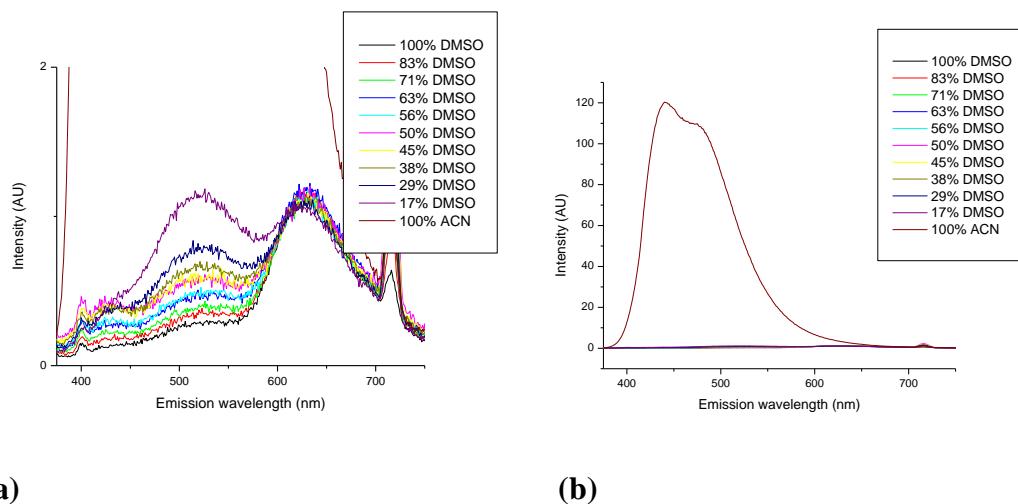 2
0
400
500
600
700
Intensity (AU)
Emission wavelength (nm)
100% DMSO
83% DMSO
71% DMSO
63% DMSO
56% DMSO
50% DMSO
45% DMSO
38% DMSO
29% DMSO
17% DMSO
100% ACN
120
100
80
60
40
20
0
400
500
600
700
Intensity (AU)
Emission wavelength (nm)
100% DMSO
83% DMSO
71% DMSO
63% DMSO
56% DMSO
50% DMSO
45% DMSO
38% DMSO
29% DMSO
17% DMSO
100% ACN
a)
(b)